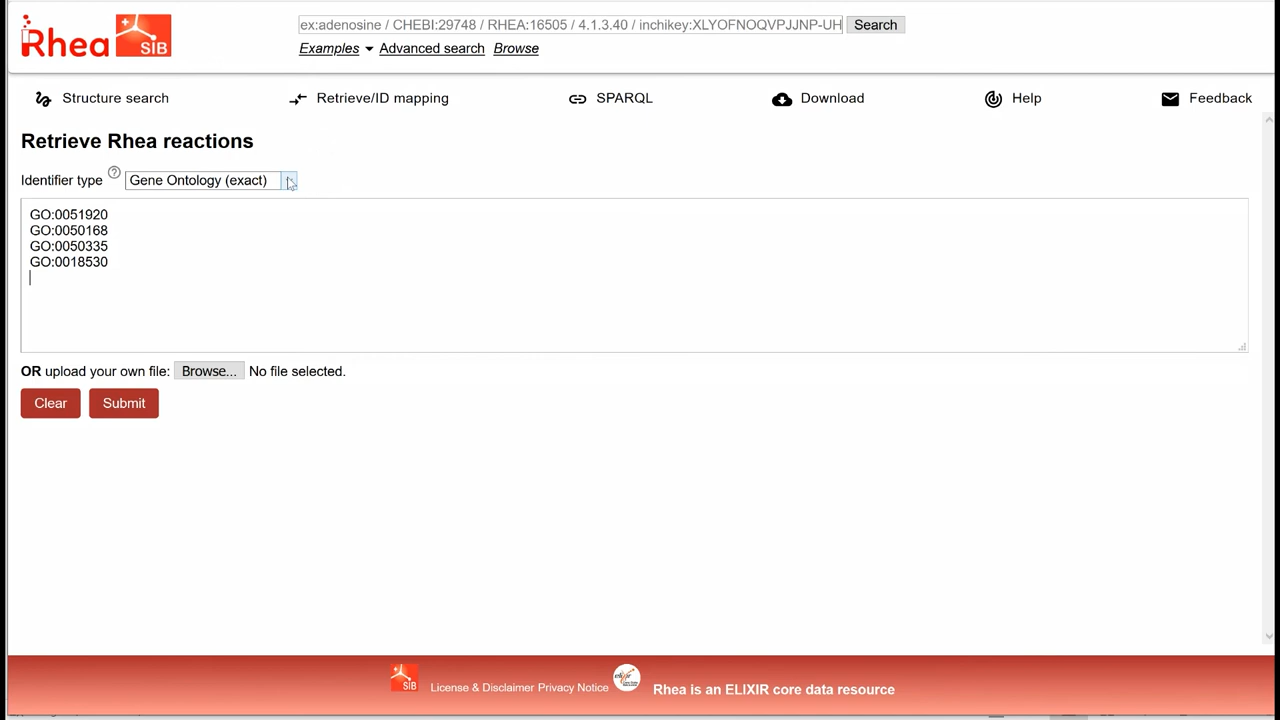 Rhea SIB
ex:adenosine / CHEBI:29748 / RHEA:16505 / 4.1.3.40 / inchikey:XLYOFNOQVPJJNP-UH Search
Examples Advanced search Browse
Structure search Retrieve/ID mapping SPARQL Download Help Feedback
Retrieve Rhea reactions
Identifier type ? Gene Ontology (exact)
GO:0051920
GO:0050168
GO:0050335
GO:0018530
OR upload your own file: Browse... No file selected.
Clear Submit
SIB License & Disclaimer Privacy Notice elixir Rhea is an ELIXIR core data resource